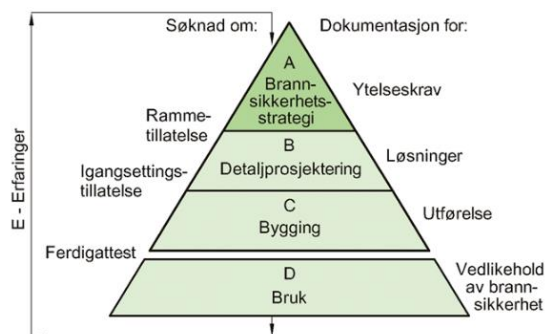 Søknad om:
Dokumentasjon for:
A
Brann-
sikkerhets-
strategi
Ytelseskrav
Ramme-
tillatelse
B
Detaljprosjektering
Løsninger
Igangsettings-
tillatelse
C
Bygging
Utførelse
Ferdigattest
D
Bruk
Vedlikehold
av brann-
sikkerhet
E - Erfaringer